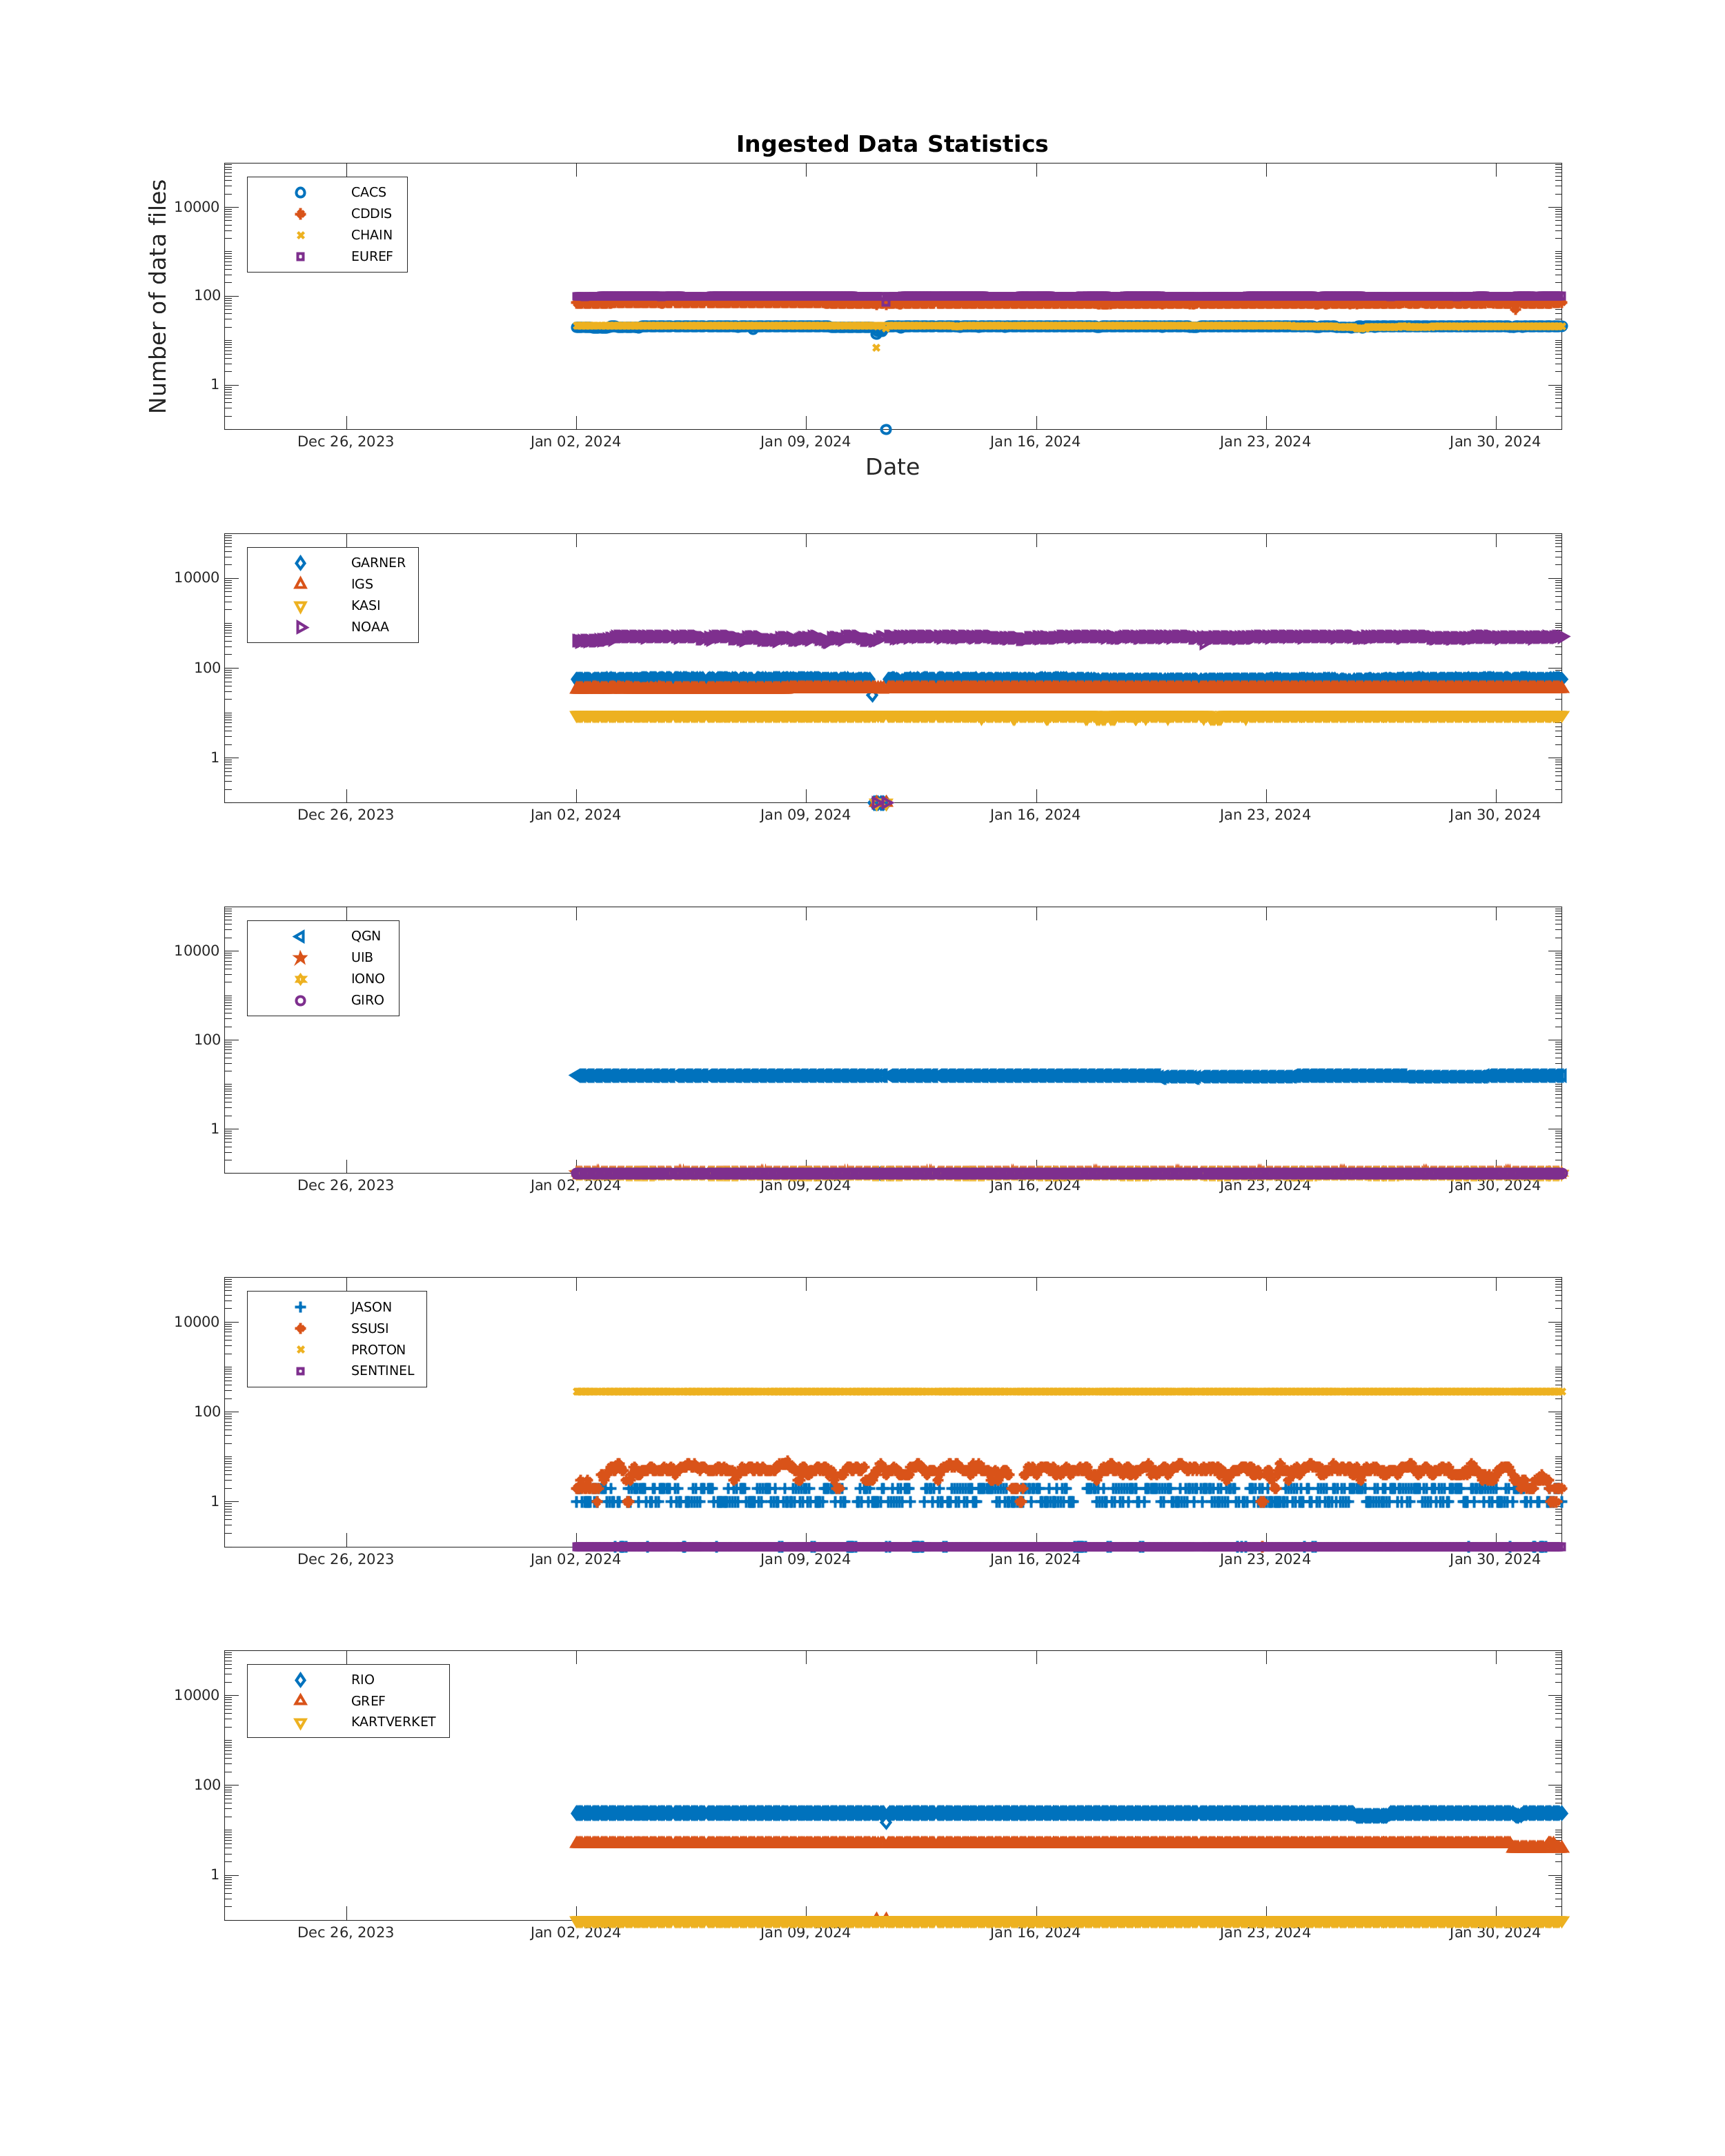 Ingested Data Statistics
Number of data files
10000
100
1
CACS
CDDIS
CHAIN
EUREF
Dec 26, 2023 Jan 02, 2024 Jan 09, 2024 Jan 16, 2024 Jan 23, 2024 Jan 30, 2024
Date
10000
100
1
GARNER
IGS
KASI
NOAA
Dec 26, 2023 Jan 02, 2024 Jan 09, 2024 Jan 16, 2024 Jan 23, 2024 Jan 30, 2024
10000
100
1
QGN
UIB
IONO
GIRO
Dec 26, 2023 Jan 02, 2024 Jan 09, 2024 Jan 16, 2024 Jan 23, 2024 Jan 30, 2024
10000
100
1
JASON
SSUSI
PROTON
SENTINEL
Dec 26, 2023 Jan 02, 2024 Jan 09, 2024 Jan 16, 2024 Jan 23, 2024 Jan 30, 2024
10000
100
1
RIO
GREF
KARTVERKET
Dec 26, 2023 Jan 02, 2024 Jan 09, 2024 Jan 16, 2024 Jan 23, 2024 Jan 30, 2024